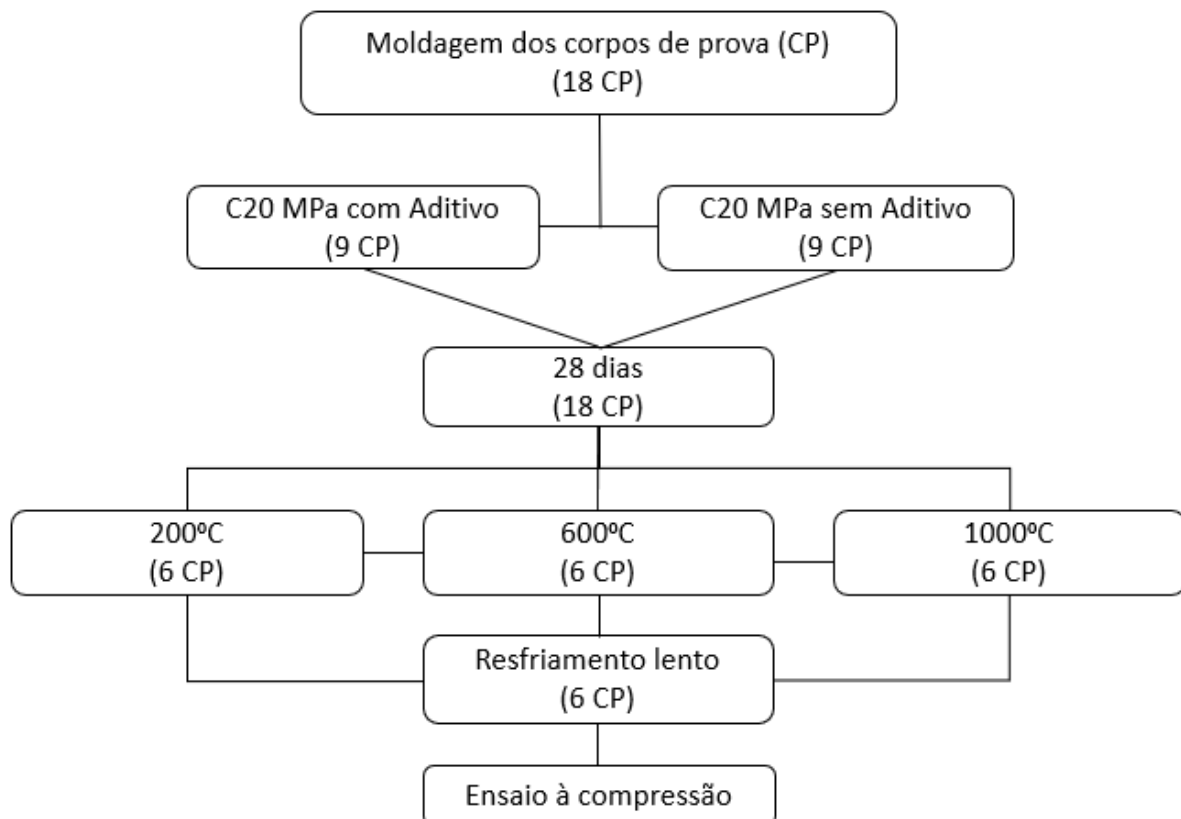 Moldagem dos corpos de prova (CP)
(18 CP)
C20 MPa com Aditivo
(9 CP)
C20 MPa sem Aditivo
(9 CP)
28 dias
(18 CP)
200ºC
(6 CP)
600ºC
(6 CP)
1000ºC
(6 CP)
Resfriamento lento
(6 CP)
Ensaio à compressão